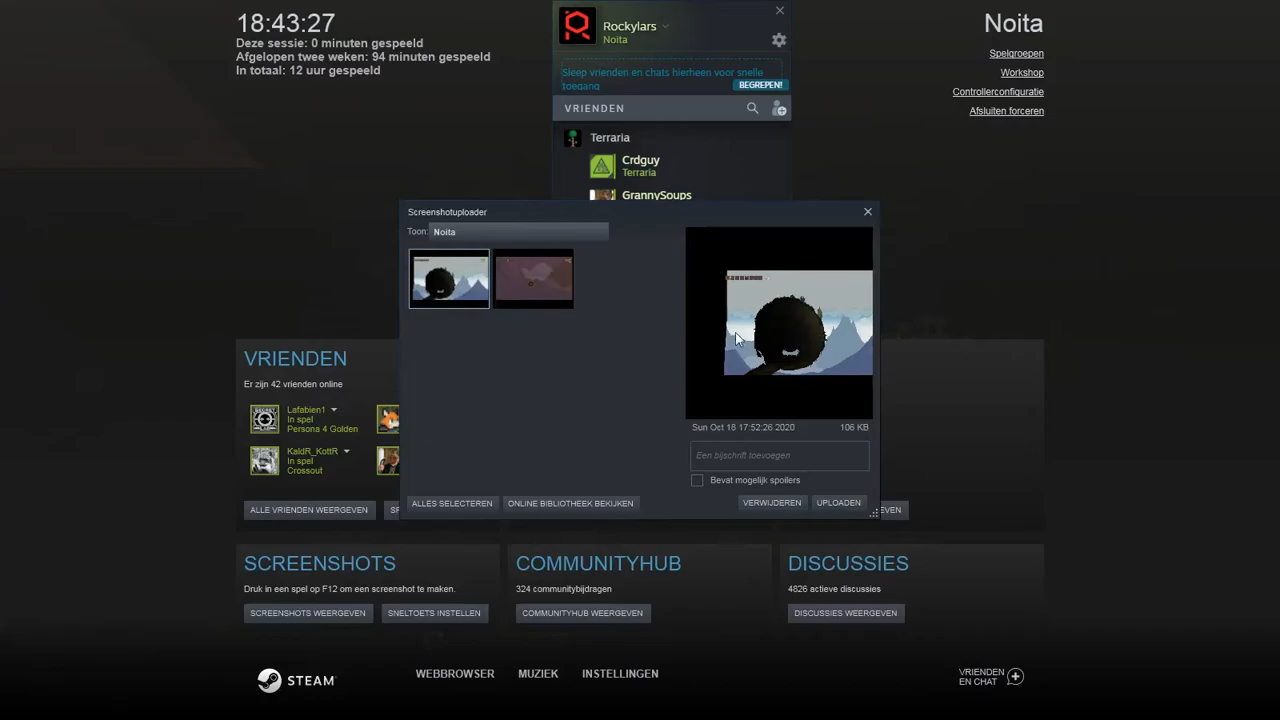 18:43:27
Deze sessie: 0 minuten gespeeld
Afgelopen twee weken: 94 minuten gespeeld
In totaal: 12 uur gespeeld
Rockylars
Noita
Sleep vrienden en chats hierheen voor snelle
toegang
BEGREPEN!
VRIENDEN
Terraria
Crdguy
Terraria
GrannySoups
Noita
Spelgroepen
Workshop
Controllerconfiguratie
Afsluiten forceren
Screenshotuploader
Toon: Noita
Sun Oct 18 17:52:26 2020 106 KB
Een bijschrift toevoegen
Bevat mogelijk spoilers
ALLES SELECTEREN ONLINE BIBLIOTHEEK BEKIJKEN VERWIJDEREN UPLOADEN
VRIENDEN
Er zijn 42 vrienden online
Lafabien1
In spel
Persona 4 Golden
KaldR_KottR
In spel
Crossout
ALLE VRIENDEN WEERGEVEN
SCREENSHOTS
Druk in een spel op F12 om een screenshot te maken.
SCREENSHOTS WEERGEVEN SNELTOETS INSTELLEN
COMMUNITYHUB
324 communitybijdragen
COMMUNITYHUB WEERGEVEN
DISCUSSIES
4826 actieve discussies
DISCUSSIES WEERGEVEN
STEAM
WEBBROWSER MUZIEK INSTELLINGEN
VRIENDEN
EN CHAT